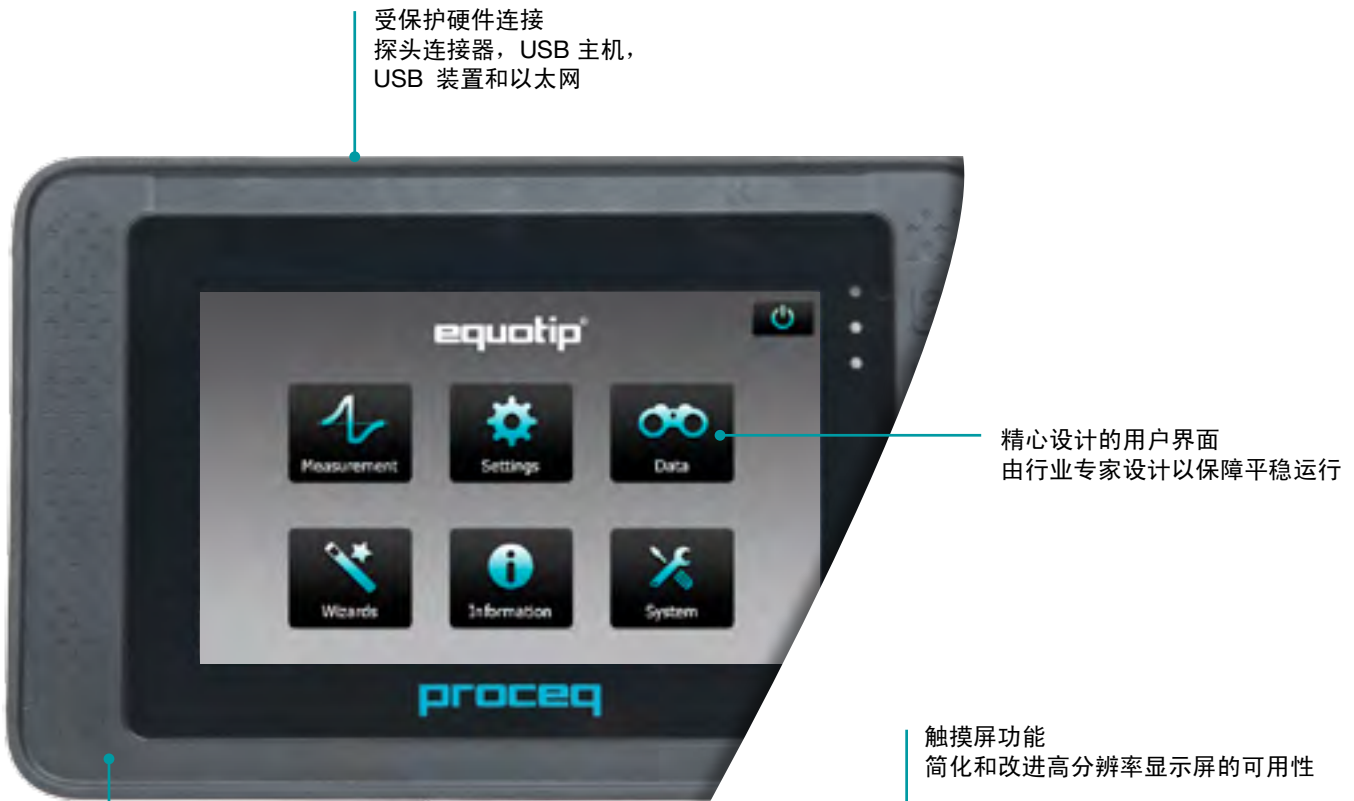 受保护硬件连接
探头连接器，USB 主机，
USB 装置和以太网
equotip®
Measurement
Settings
Data
Wizards
Information
System
proceq
精心设计的用户界面
由行业专家设计以保障平稳运行
触摸屏功能
简化和改进高分辨率显示屏的可用性